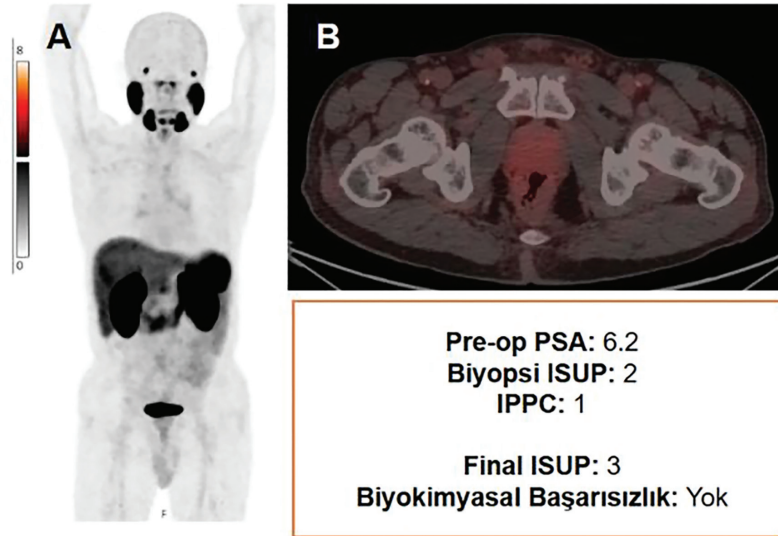 A
B
8
0
F
Pre-op PSA: 6.2
Biyopsi ISUP: 2
IPPC: 1
Final ISUP: 3
Biyokimyasal Başarısızlık: Yok